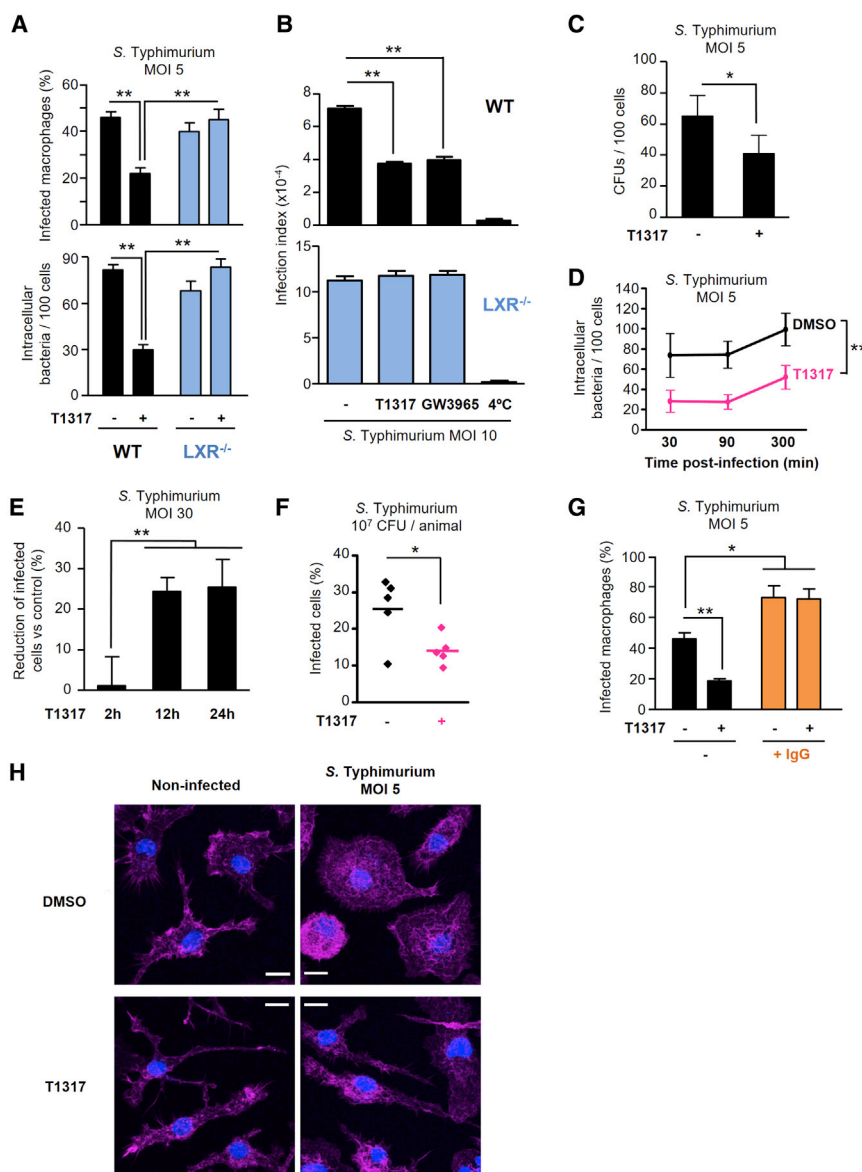 A
S. Typhimurium
MOI 5
Infected macrophages (%)
60
40
20
0
**
**
Intracellular
bacteria / 100 cells
90
60
30
0
**
**
T1317
-
+
-
+
WT
LXR-/-
B
Infection index (x10-4)
8
6
4
2
0
**
**
WT
15
10
5
0
LXR-/-
-
T1317
GW3965
4ºC
S. Typhimurium MOI 10
C
S. Typhimurium
MOI 5
CFUs / 100 cells
100
80
60
40
20
0
*
T1317
-
+
D
S. Typhimurium
MOI 5
Intracellular
bacteria / 100 cells
140
120
100
80
60
40
20
0
DMSO
T1317
**
30
90
300
Time post-infection (min)
E
S. Typhimurium
MOI 30
Reduction of infected
cells vs control (%)
40
30
20
10
0
**
T1317
2h
12h
24h
F
S. Typhimurium
107 CFU / animal
Infected cells (%)
40
30
20
10
0
*
T1317
-
+
G
S. Typhimurium
MOI 5
Infected macrophages (%)
100
80
60
40
20
0
*
**
T1317
-
+
-
+
-
+ IgG
H
Non-infected
S. Typhimurium
MOI 5
DMSO
T1317